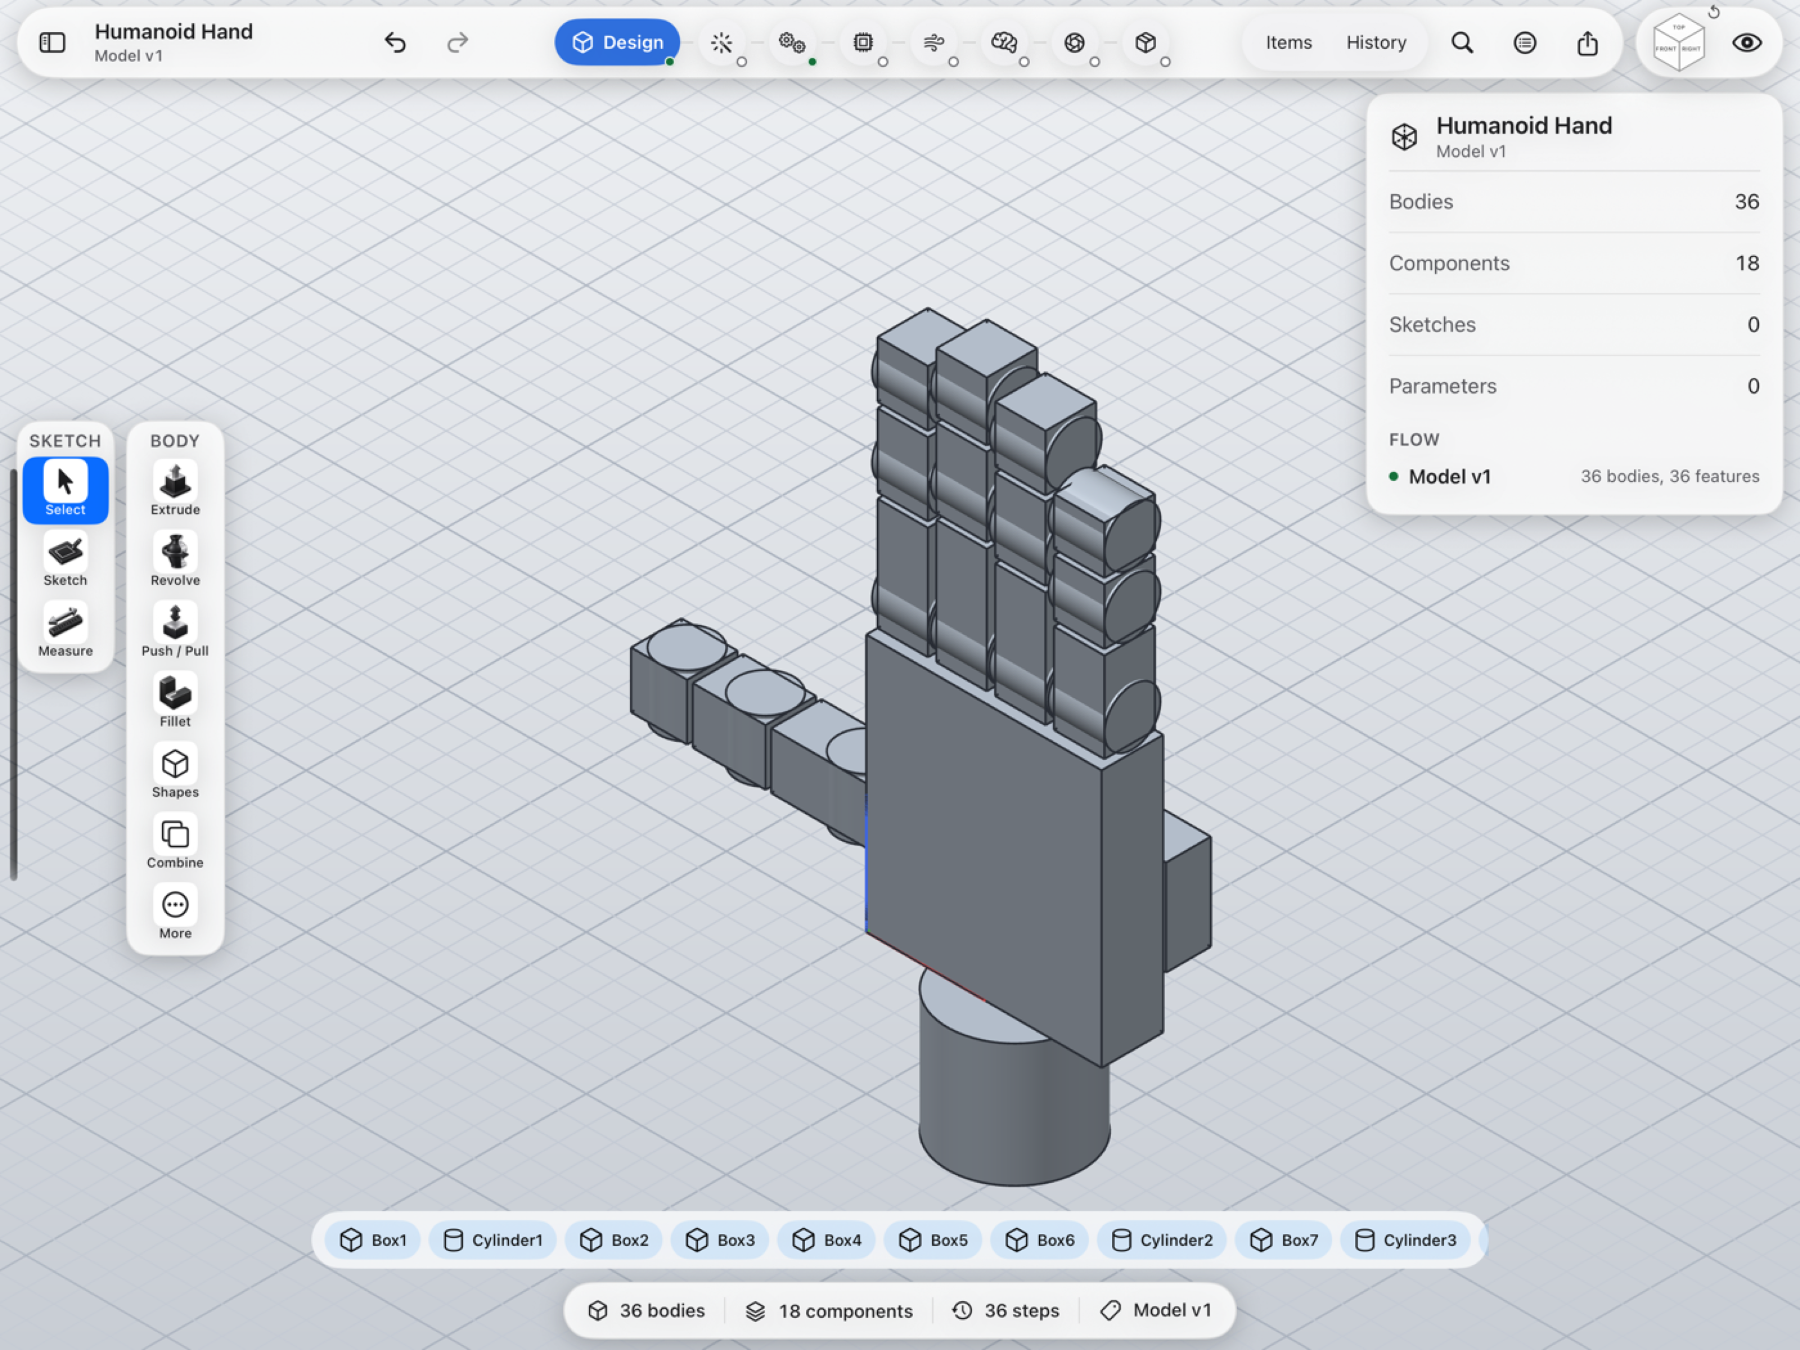 Humanoid Hand
Model v1
Design
Items
History
TOP
FRONT
RIGHT
Humanoid Hand
Model v1
Bodies 36
Components 18
Sketches 0
Parameters 0
FLOW
Model v1 36 bodies, 36 features
SKETCH
Select
Sketch
Measure
BODY
Extrude
Revolve
Push / Pull
Fillet
Shapes
Combine
More
Box1 Cylinder1 Box2 Box3 Box4 Box5 Box6 Cylinder2 Box7 Cylinder3
36 bodies 18 components 36 steps Model v1